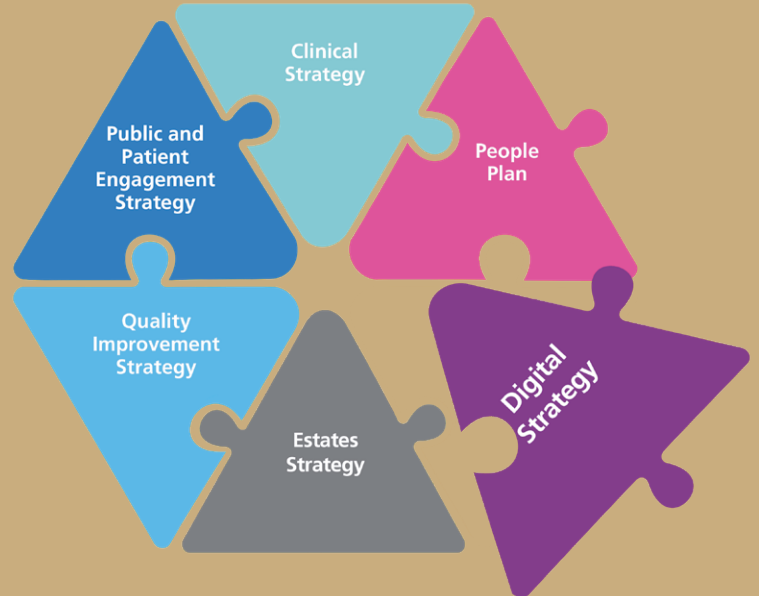 Clinical
Strategy
Public and
Patient
Engagement
Strategy
People
Plan
Quality
Improvement
Strategy
Estates
Strategy
Digital
Strategy